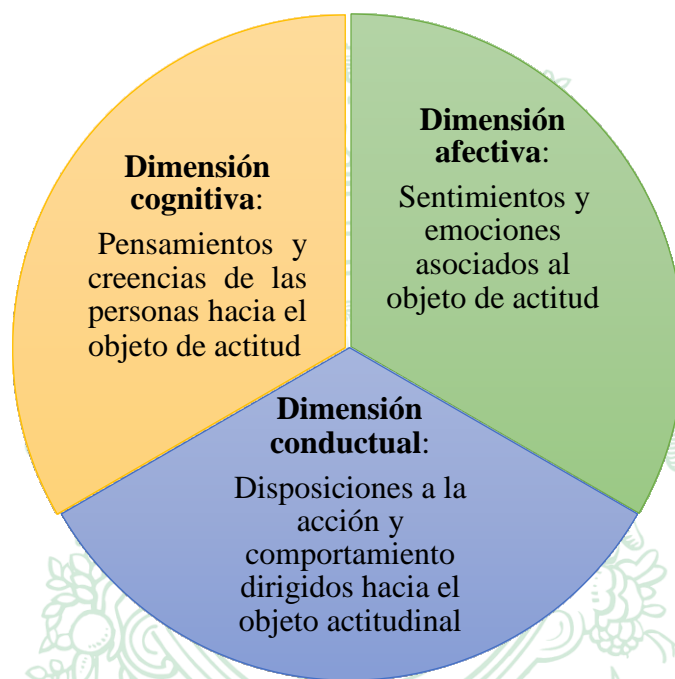 Dimensión
cognitiva:
Pensamientos y
creencias de las
personas hacia el
objeto de actitud
Dimensión
afectiva:
Sentimientos y
emociones
asociados al
objeto de actitud
Dimensión
conductual:
Disposiciones a la
acción y
comportamiento
dirigidos hacia el
objeto actitudinal